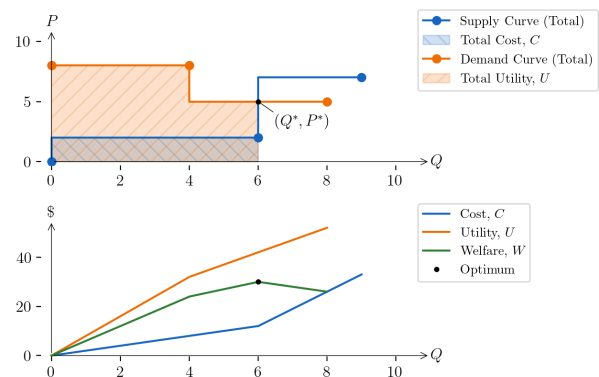 P
10
5
0
0 2 4 6 8 10
Q
(Q*, P*)
Supply Curve (Total)
Total Cost, C
Demand Curve (Total)
Total Utility, U
$
40
20
0
0 2 4 6 8 10
Q
Cost, C
Utility, U
Welfare, W
Optimum